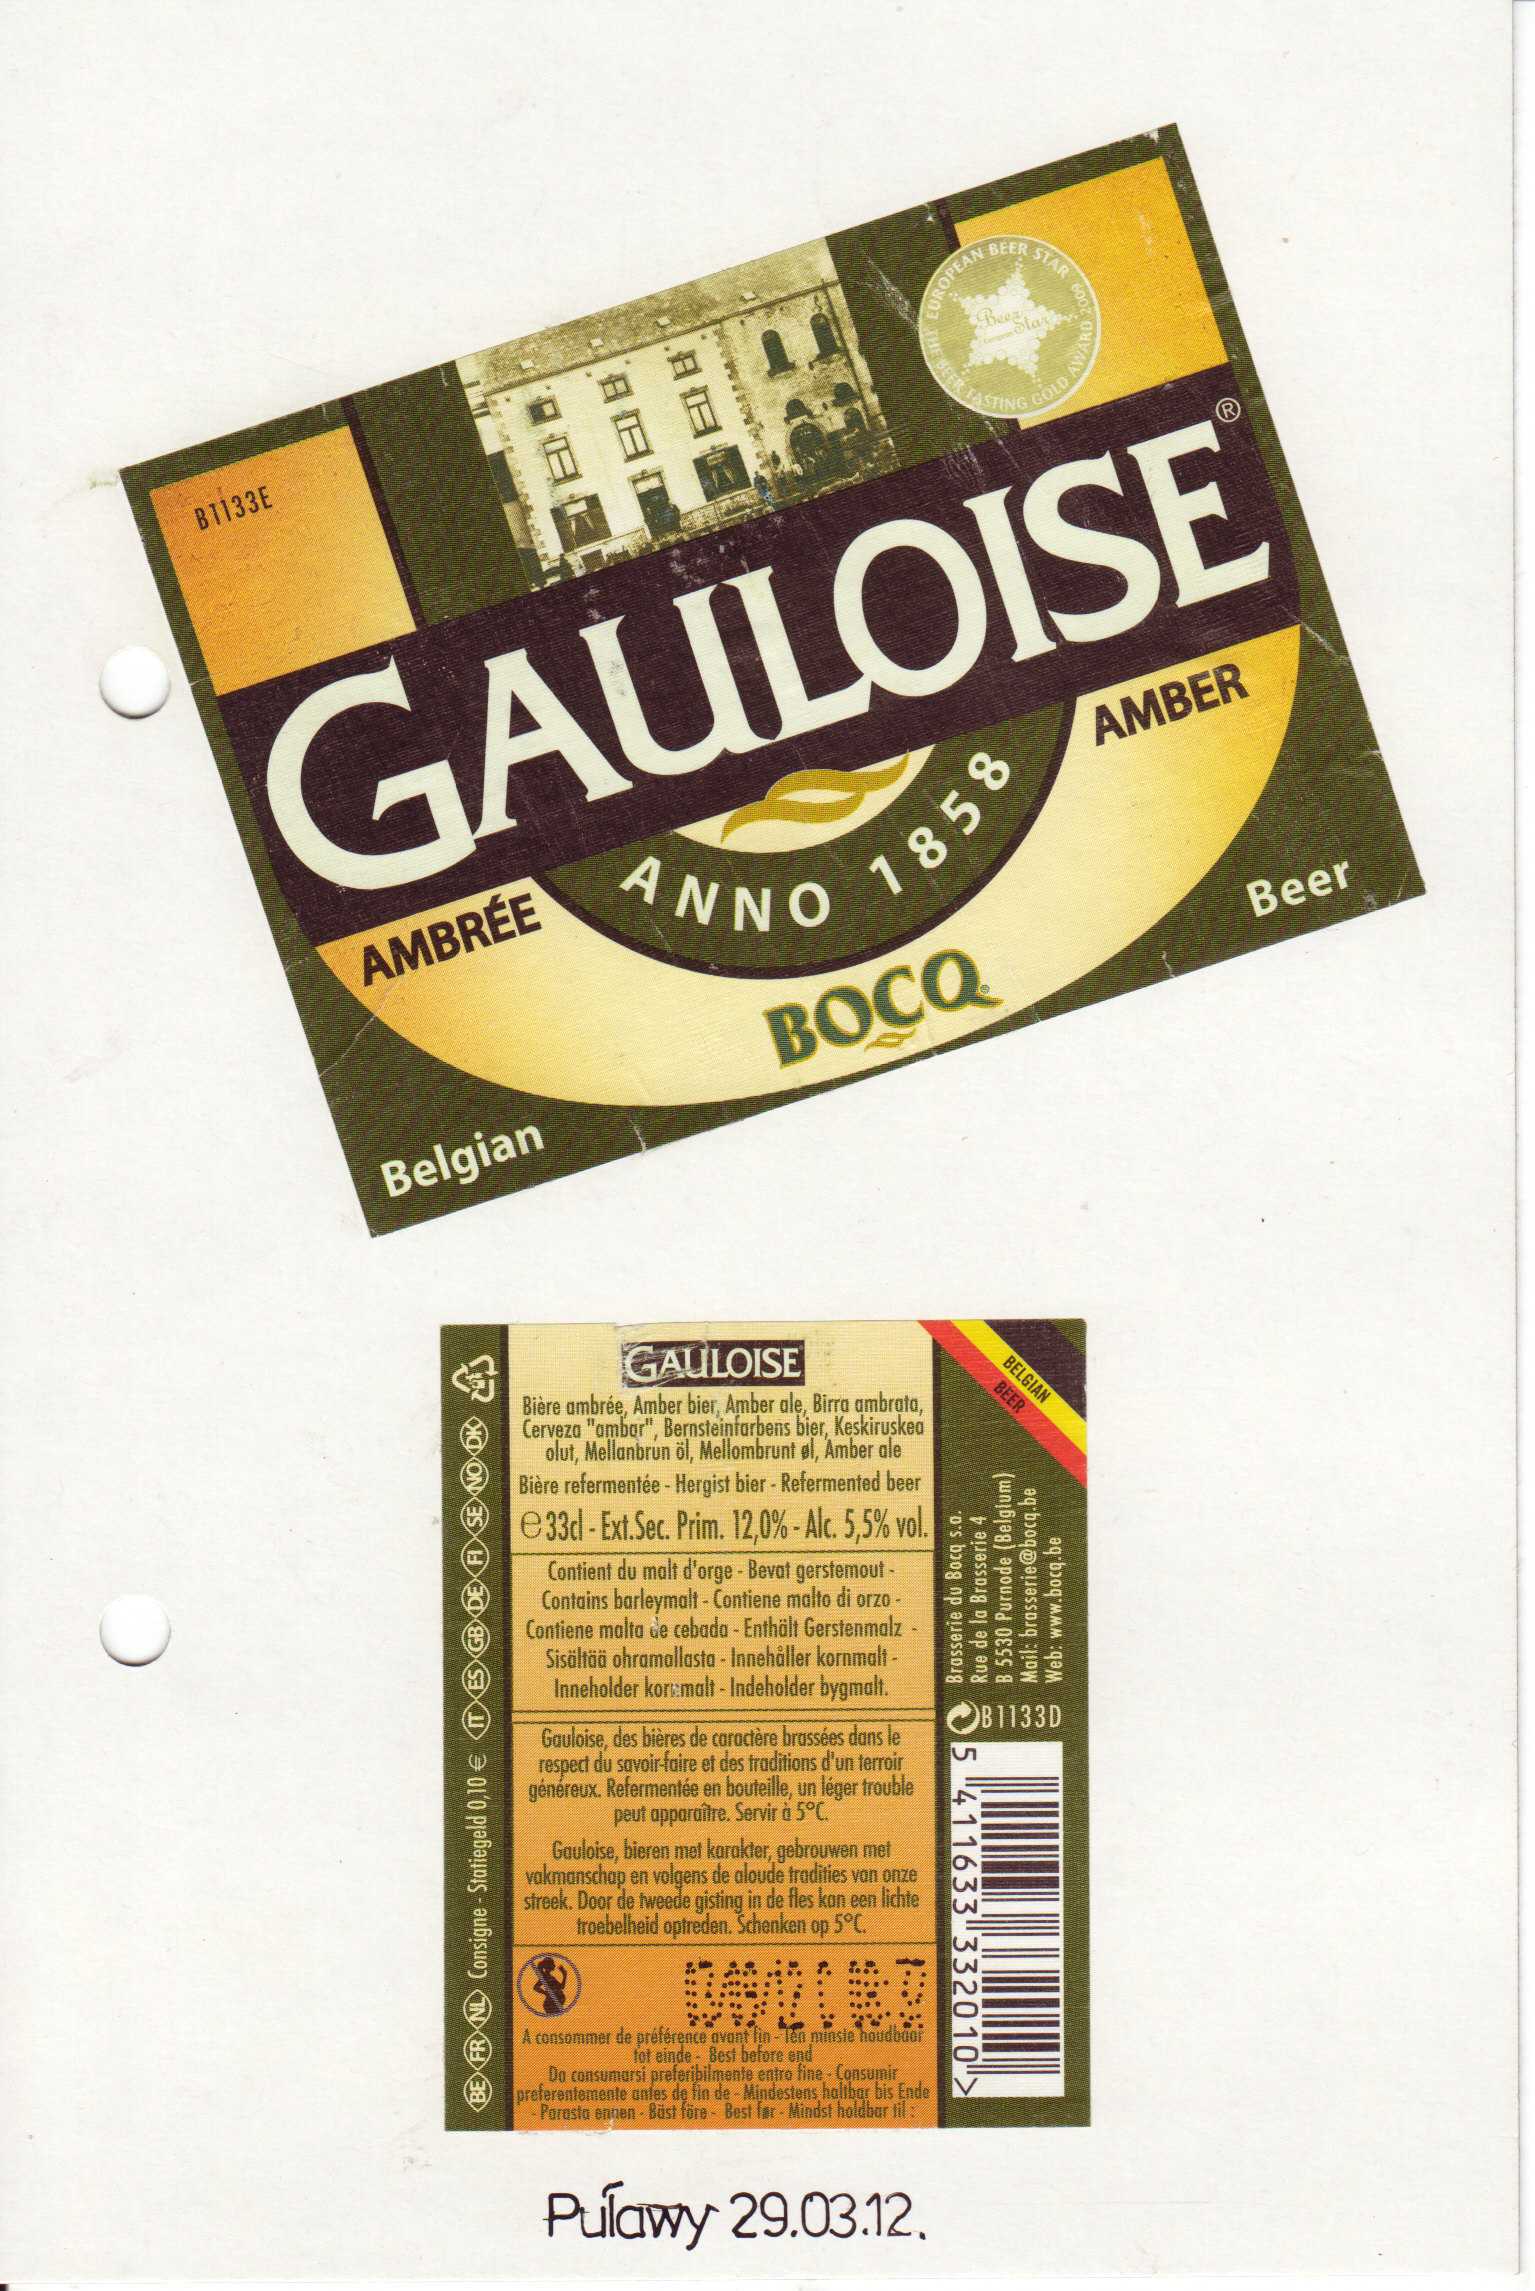 B1133E
THE EUROPEAN BEER STAR
Beer Star
THE BEER TASTING GOLD AWARD 2009
GAULOISE®
AMBRÉE
AMBER
ANNO 1858
BOCQ®
Belgian
Beer
GAULOISE
Bière ambrée, Amber bier, Amber ale, Birra ambrata,
Cerveza "ambar", Bernsteinfarbens bier, Keskiruskea
olut, Mellanbrun öl, Mellombrunt øl, Amber ale
Bière refermentée - Hergist bier - Refermented beer
e 33cl - Ext.Sec. Prim. 12,0% - Alc. 5,5% vol.
Contient du malt d'orge - Bevat gerstemout -
Contains barleymalt - Contiene malto di orzo -
Contiene malta de cebada - Enthält Gerstenmalz -
Sisältää ohramallasta - Innehåller kornmalt -
Inneholder kornmalt - Indeholder bygmalt.
Gauloise, des bières de caractère brassées dans le
respect du savoir-faire et des traditions d'un terroir
généreux. Refermentée en bouteille, un léger trouble
peut apparaître. Servir à 5°C.
Gauloise, bieren met karakter, gebrouwen met
vakmanschap en volgens de aloude tradities van onze
streek. Door de tweede gisting in de fles kan een lichte
troebelheid optreden. Schenken op 5°C.
A consommer de préférence avant fin - Ten minste houdbaar
tot einde - Best before end
Da consumarsi preferibilmente entro fine - Consumir
preferentemente antes de fin de - Mindestens haltbar bis Ende
- Parasta ennen - Bäst före - Best før - Mindst holdbar til :
BE FR NL Consigne - Statiegeld 0,10 € IT ES GB DE FI SE NO DK
BELGIAN
BEER
Brasserie du Bocq s.a.
Rue de la Brasserie 4
B 5530 Purnode (Belgium)
Mail: brasserie@bocq.be
Web: www.bocq.be
B1133D
5 411633 332010 >
Puławy 29.03.12.